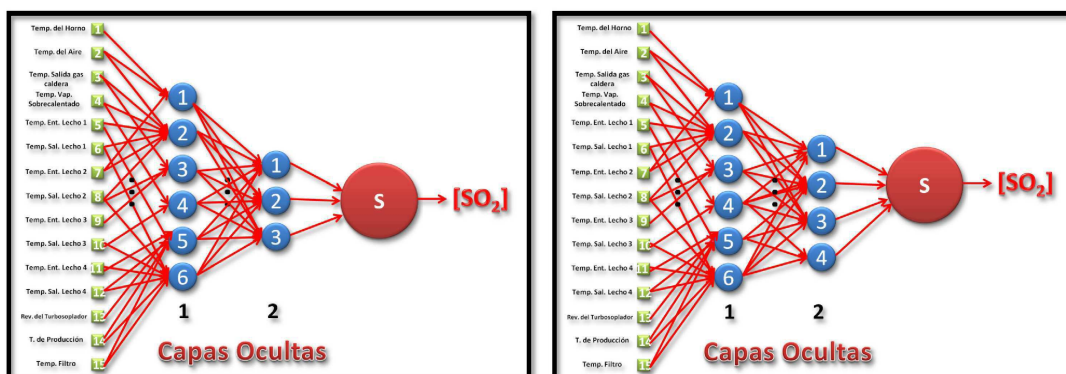 Temp. del Horno
1
Temp. del Aire
2
Temp. Salida gas
caldera
3
Temp. Vap.
Sobrecalentado
4
Temp. Ent. Lecho 1
5
Temp. Sal. Lecho 1
6
Temp. Ent. Lecho 2
7
Temp. Sal. Lecho 2
8
Temp. Ent. Lecho 3
9
Temp. Sal. Lecho 3
10
Temp. Ent. Lecho 4
11
Temp. Sal. Lecho 4
12
Rev. del Turbosoplador
13
T. de Producción
14
Temp. Filtro
15
1
2
3
4
5
6
1
2
3
S
[SO2]
1
2
Capas Ocultas
Temp. del Horno
1
Temp. del Aire
2
Temp. Salida gas
caldera
3
Temp. Vap.
Sobrecalentado
4
Temp. Ent. Lecho 1
5
Temp. Sal. Lecho 1
6
Temp. Ent. Lecho 2
7
Temp. Sal. Lecho 2
8
Temp. Ent. Lecho 3
9
Temp. Sal. Lecho 3
10
Temp. Ent. Lecho 4
11
Temp. Sal. Lecho 4
12
Rev. del Turbosoplador
13
T. de Producción
14
Temp. Filtro
15
1
2
3
4
5
6
1
2
3
4
S
[SO2]
1
2
Capas Ocultas